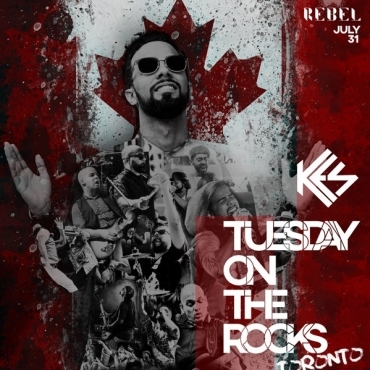 REBEL
JULY
31
KES
TUESDAY
ON
THE
ROCKS
TORONTO